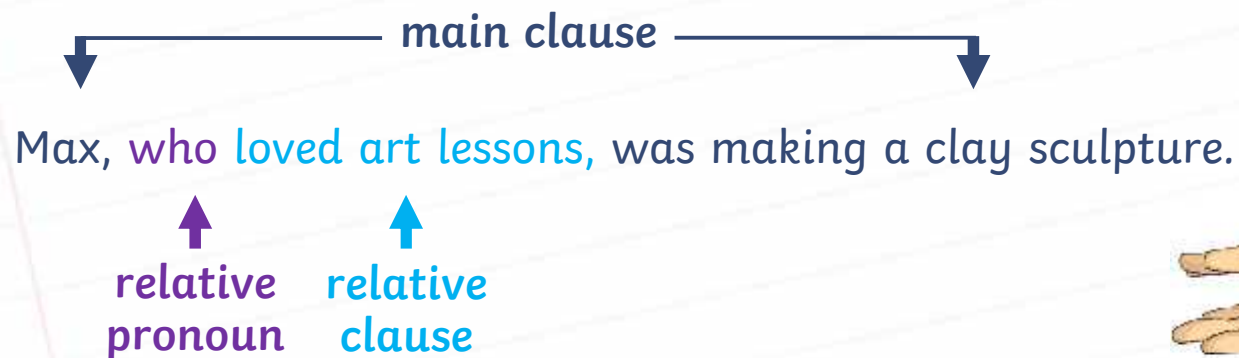 main clause
Max, who loved art lessons, was making a clay sculpture.
relative relative
pronoun clause